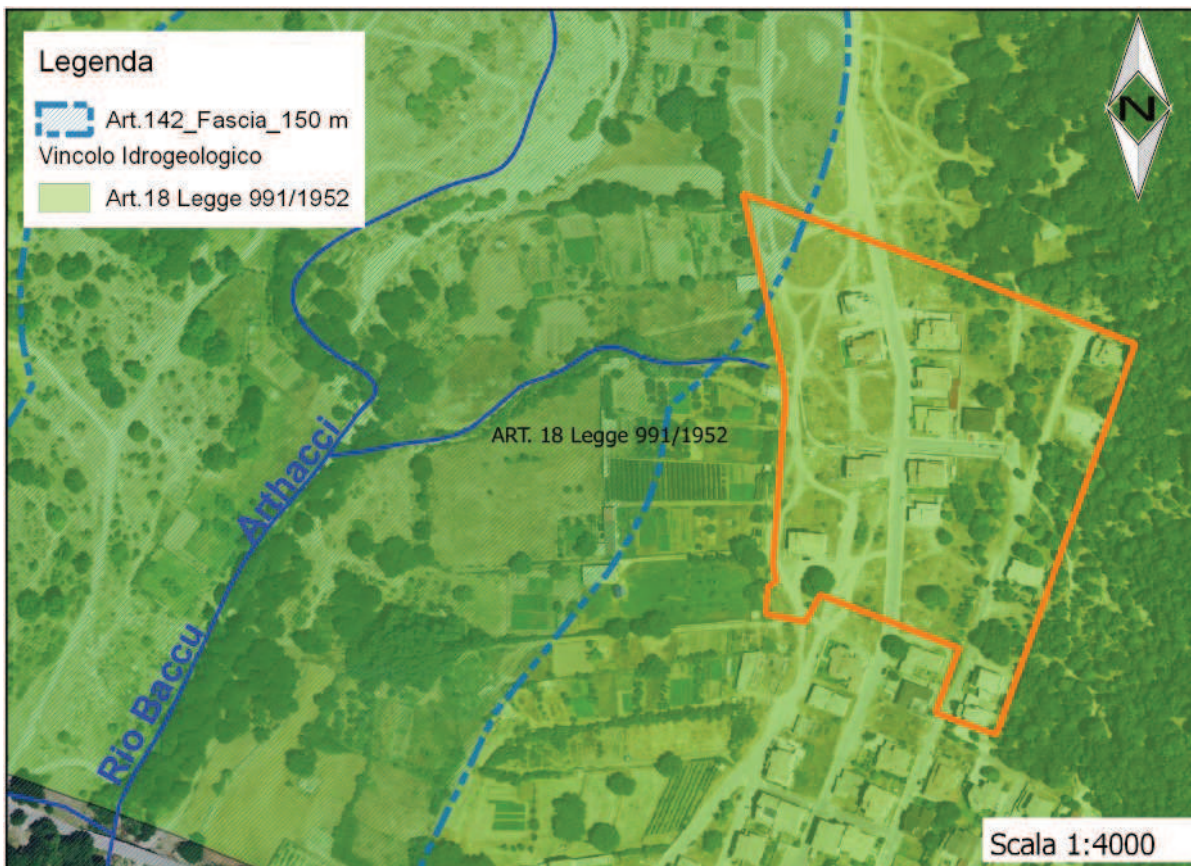 Legenda
Art.142_Fascia_150 m
Vincolo Idrogeologico
Art.18 Legge 991/1952
N
ART. 18 Legge 991/1952
Rio Baccu Arthacci
Scala 1:4000